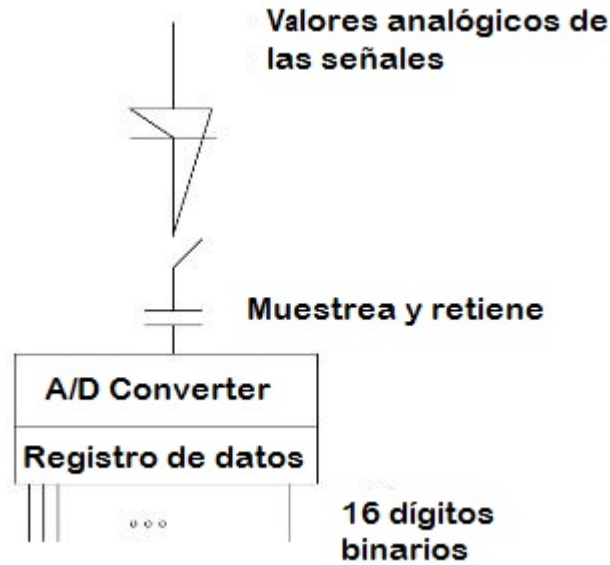 Valores analógicos de
las señales
Muestrea y retiene
A/D Converter
Registro de datos
16 dígitos
binarios